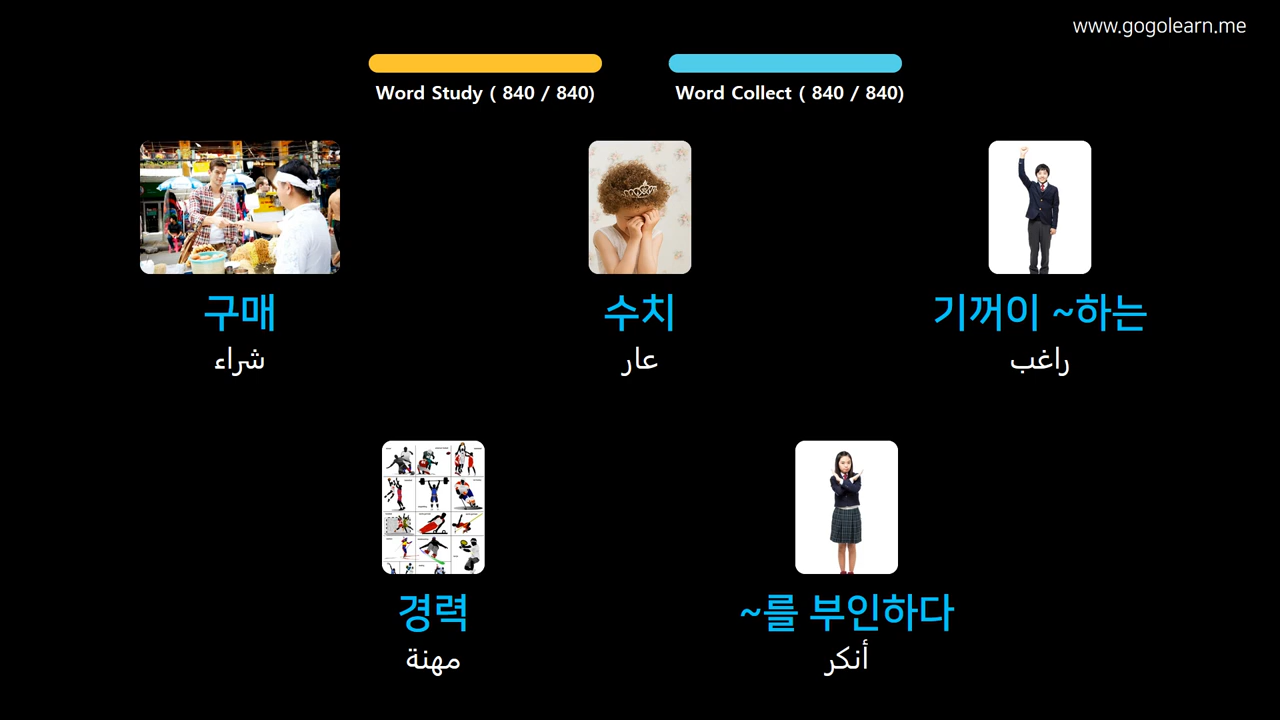 www.gogolearn.me
Word Study ( 840 / 840)
Word Collect ( 840 / 840)
구매
شراء
수치
عار
기꺼이 ~하는
راغب
경력
مهنة
~를 부인하다
أنكر